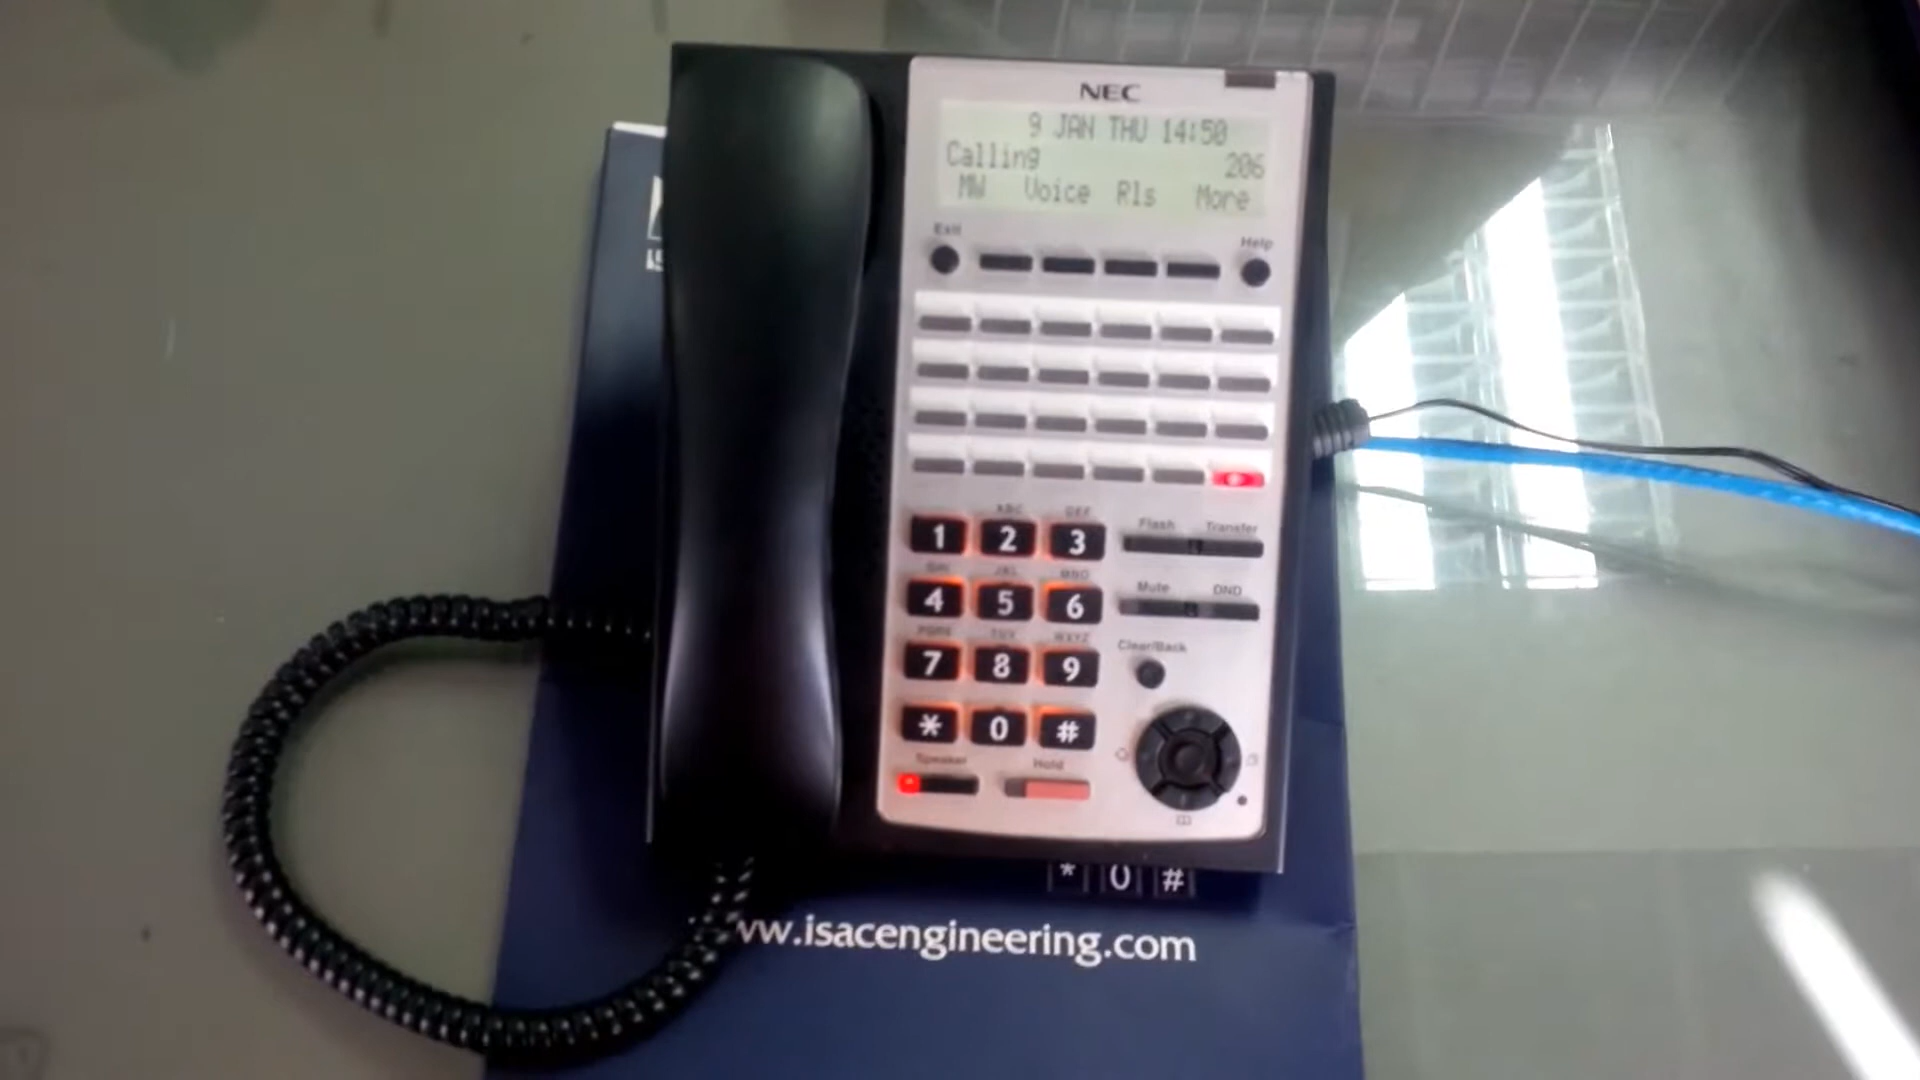 NEC
9 JAN THU 14:50
Calling 206
MW Voice Rls More
Exit Help
ABC DEF
1 2 3
Flash Transfer
GHI JKL MNO
4 5 6
Mute DND
PQRS TUV WXYZ
7 8 9
Clear/Back
* 0 #
Speaker Hold
* 0 #
www.isacengineering.com